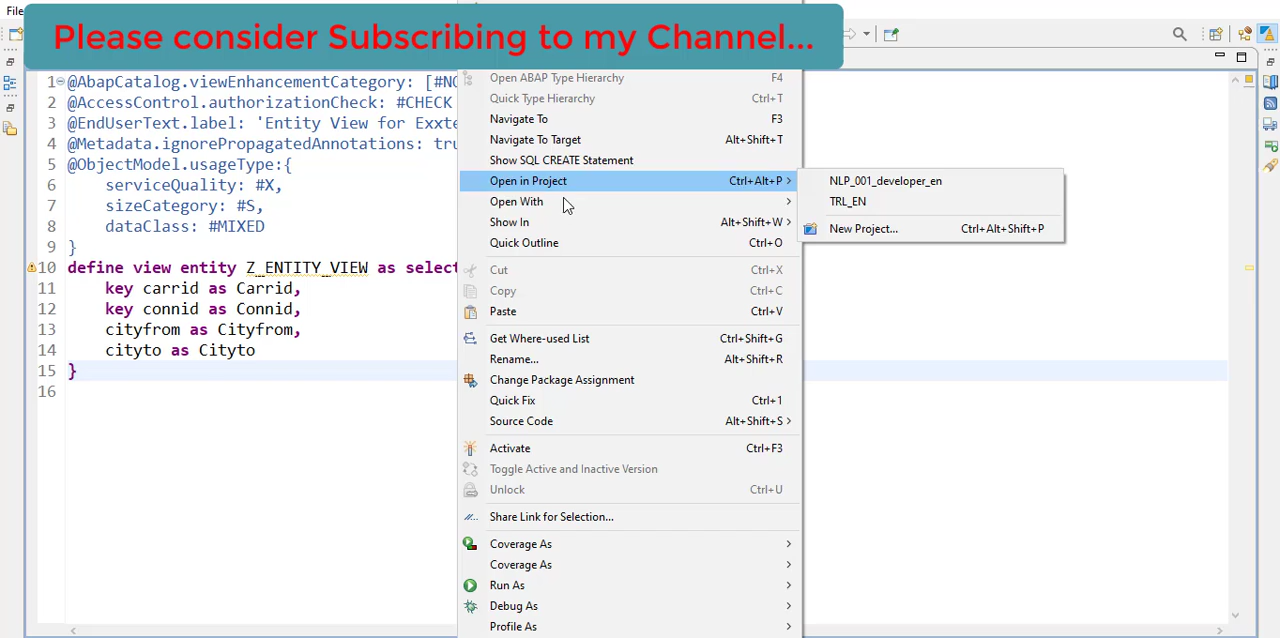 File
Please consider Subscribing to my Channel...
1 @AbapCatalog.viewEnhancementCategory: [#NO
2 @AccessControl.authorizationCheck: #CHECK
3 @EndUserText.label: 'Entity View for Exxte
4 @Metadata.ignorePropagatedAnnotations: tru
5 @ObjectModel.usageType:{
6 serviceQuality: #X,
7 sizeCategory: #S,
8 dataClass: #MIXED
9 }
10 define view entity Z_ENTITY_VIEW as select
11 key carrid as Carrid,
12 key connid as Connid,
13 cityfrom as Cityfrom,
14 cityto as Cityto
15 }
16
Open ABAP Type Hierarchy F4
Quick Type Hierarchy Ctrl+T
Navigate To F3
Navigate To Target Alt+Shift+T
Show SQL CREATE Statement
Open in Project Ctrl+Alt+P
Open With
Show In Alt+Shift+W
Quick Outline Ctrl+O
Cut Ctrl+X
Copy Ctrl+C
Paste Ctrl+V
Get Where-used List Ctrl+Shift+G
Rename... Alt+Shift+R
Change Package Assignment
Quick Fix Ctrl+1
Source Code Alt+Shift+S
Activate Ctrl+F3
Toggle Active and Inactive Version
Unlock Ctrl+U
Share Link for Selection...
Coverage As
Coverage As
Run As
Debug As
Profile As
NLP_001_developer_en
TRL_EN
New Project... Ctrl+Alt+Shift+P